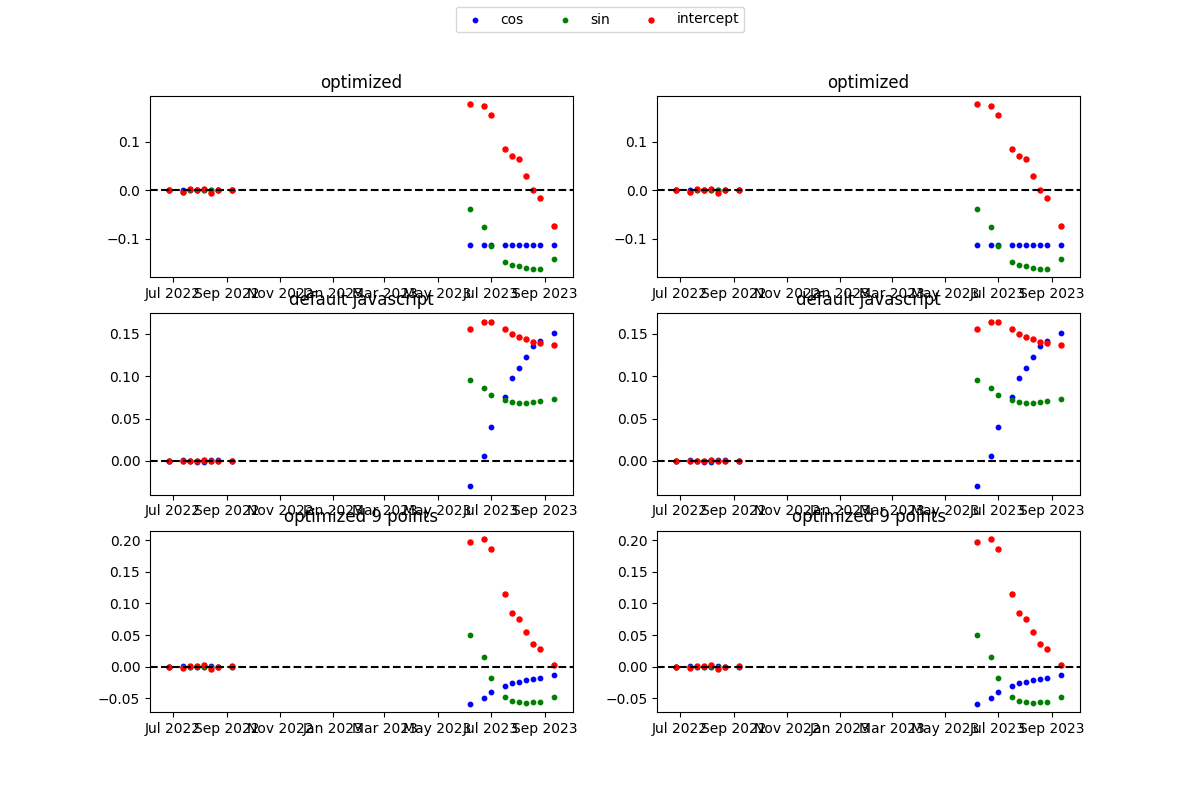 cos sin intercept
optimized optimized
0.1 0.1
0.0 0.0
−0.1 −0.1
Jul 2022 Sep 2022 Nov 2022 Jan 2023 Mar 2023 May 2023 Jul 2023 Sep 2023 Jul 2022 Sep 2022 Nov 2022 Jan 2023 Mar 2023 May 2023 Jul 2023 Sep 2023
default javascript default javascript
0.15 0.15
0.10 0.10
0.05 0.05
0.00 0.00
Jul 2022 Sep 2022 Nov 2022 Jan 2023 Mar 2023 May 2023 Jul 2023 Sep 2023 Jul 2022 Sep 2022 Nov 2022 Jan 2023 Mar 2023 May 2023 Jul 2023 Sep 2023
optimized 9 points optimized 9 points
0.20 0.20
0.15 0.15
0.10 0.10
0.05 0.05
0.00 0.00
−0.05 −0.05
Jul 2022 Sep 2022 Nov 2022 Jan 2023 Mar 2023 May 2023 Jul 2023 Sep 2023 Jul 2022 Sep 2022 Nov 2022 Jan 2023 Mar 2023 May 2023 Jul 2023 Sep 2023